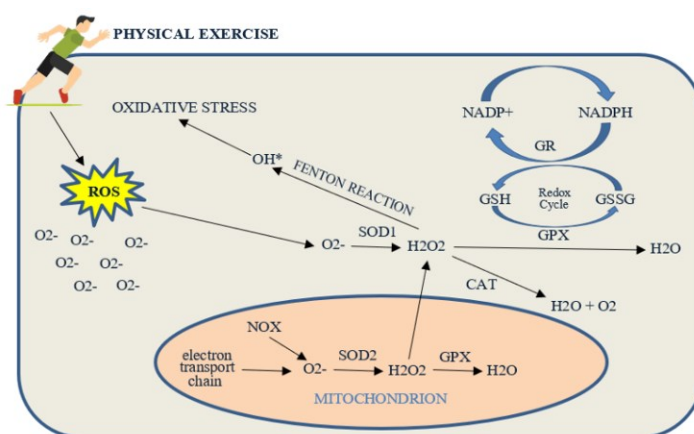 PHYSICAL EXERCISE
NADP+ NADPH
GR
OXIDATIVE STRESS
OH*
FENTON REACTION
GSH Redox GSSG
Cycle
GPX
ROS
O2- O2- O2-
O2- O2-
O2- O2-
O2- SOD1 H2O2 H2O
CAT
H2O + O2
NOX
electron
transport
chain
O2- SOD2 H2O2 GPX H2O
MITOCHONDRION